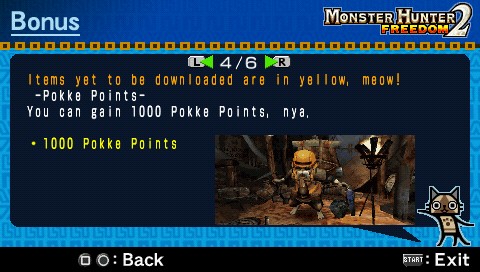 Bonus
MONSTER HUNTER
FREEDOM 2
L 4/6 R
Items yet to be downloaded are in yellow, meow!
-Pokke Points-
You can gain 1000 Pokke Points, nya.
・1000 Pokke Points
□ ○: Back
START: Exit